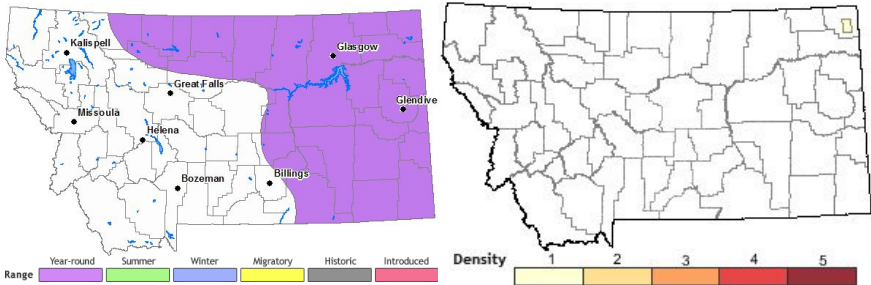 Kalispell
Glasgow
Great Falls
Glendive
Missoula
Helena
Bozeman
Billings
Range Year-round Summer Winter Migratory Historic Introduced
Density 1 2 3 4 5